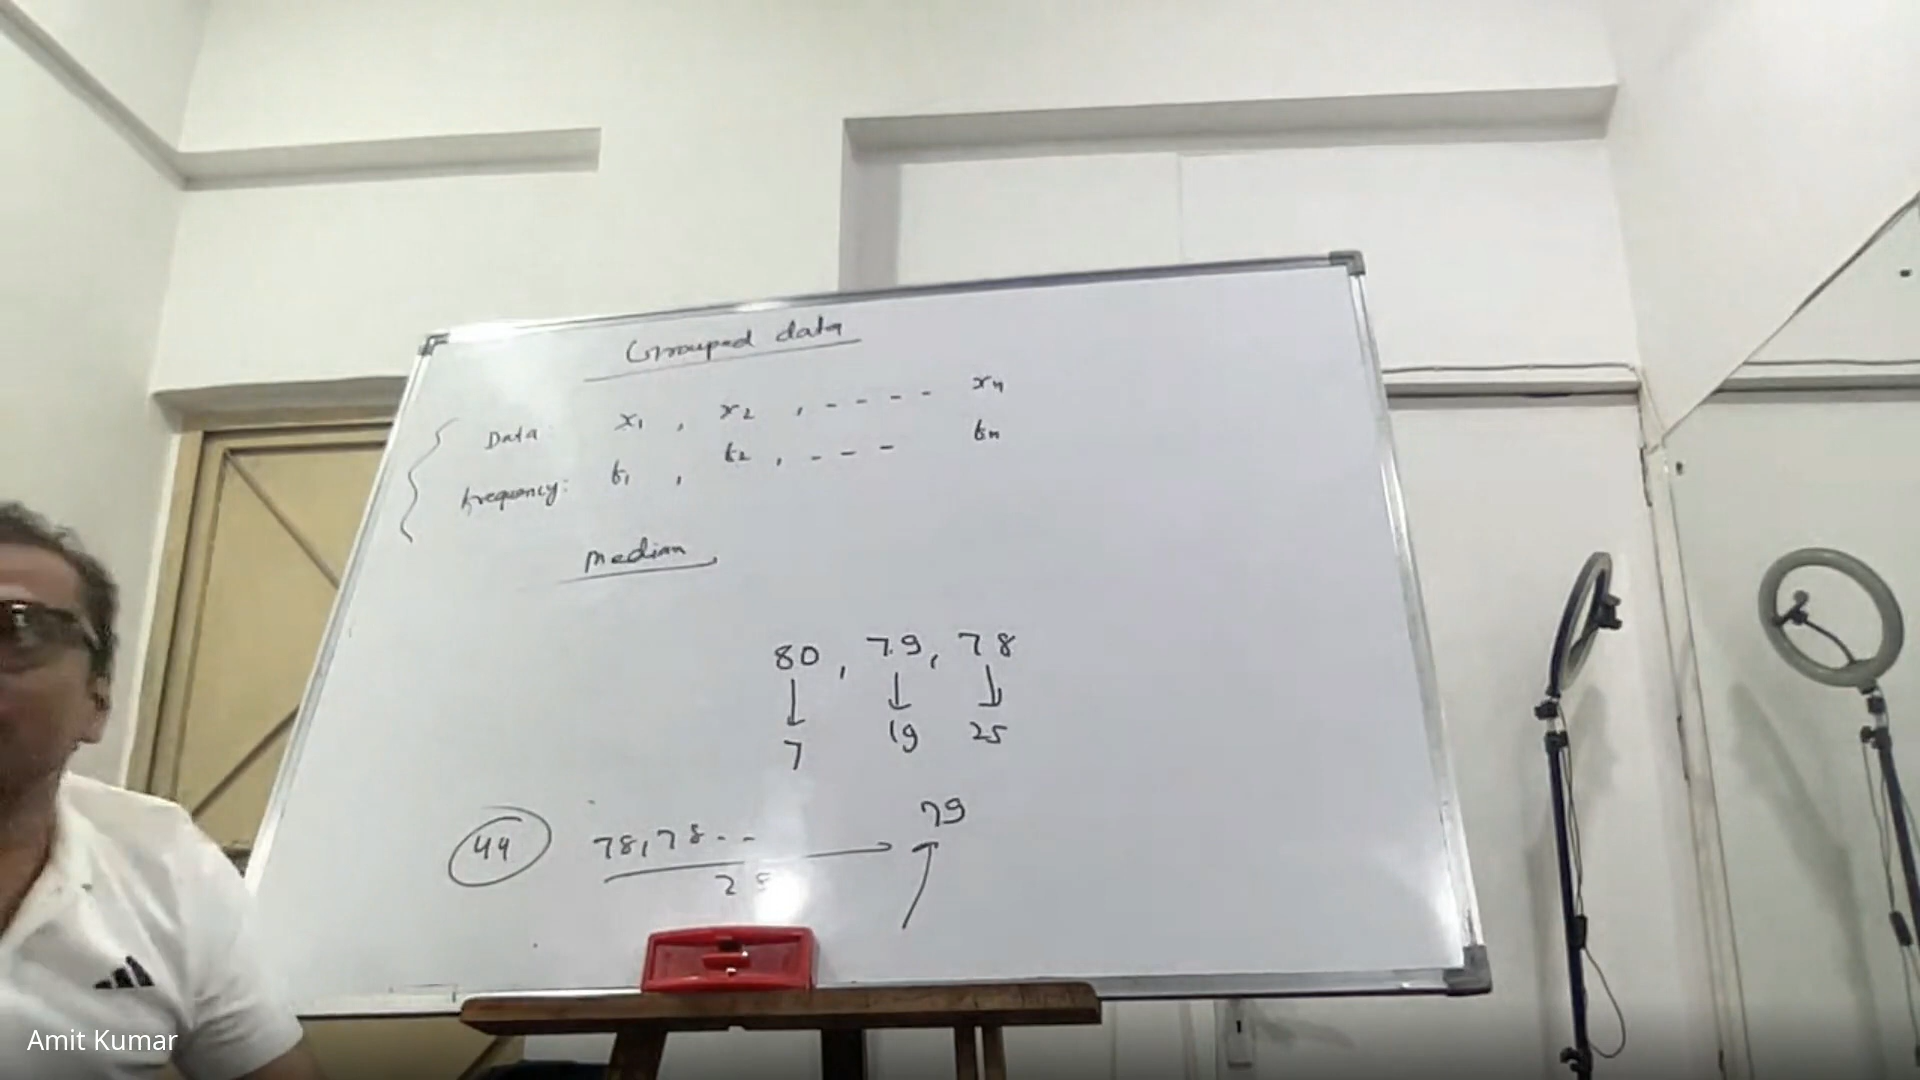 Grouped data
Data: x1, x2, ---- xn
frequency: f1, f2, --- fn
Median
80, 79, 78
7 19 25
79
44 78,78--
25
Amit Kumar